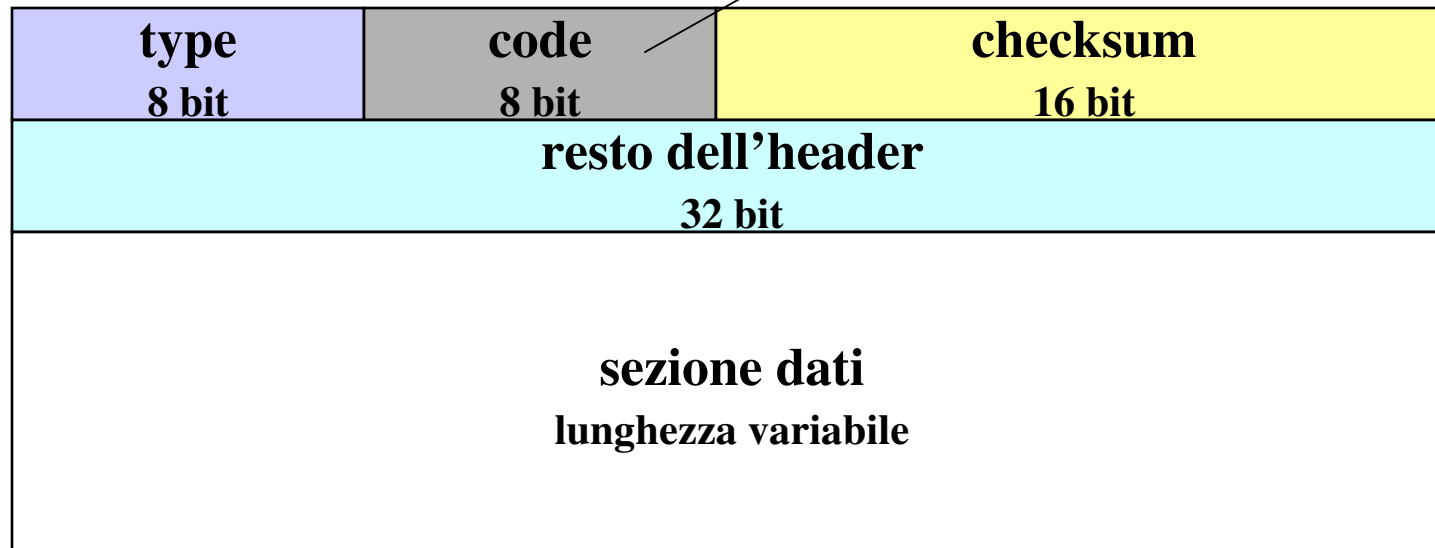 type code checksum
8 bit 8 bit 16 bit
resto dell’header
32 bit
sezione dati
lunghezza variabile